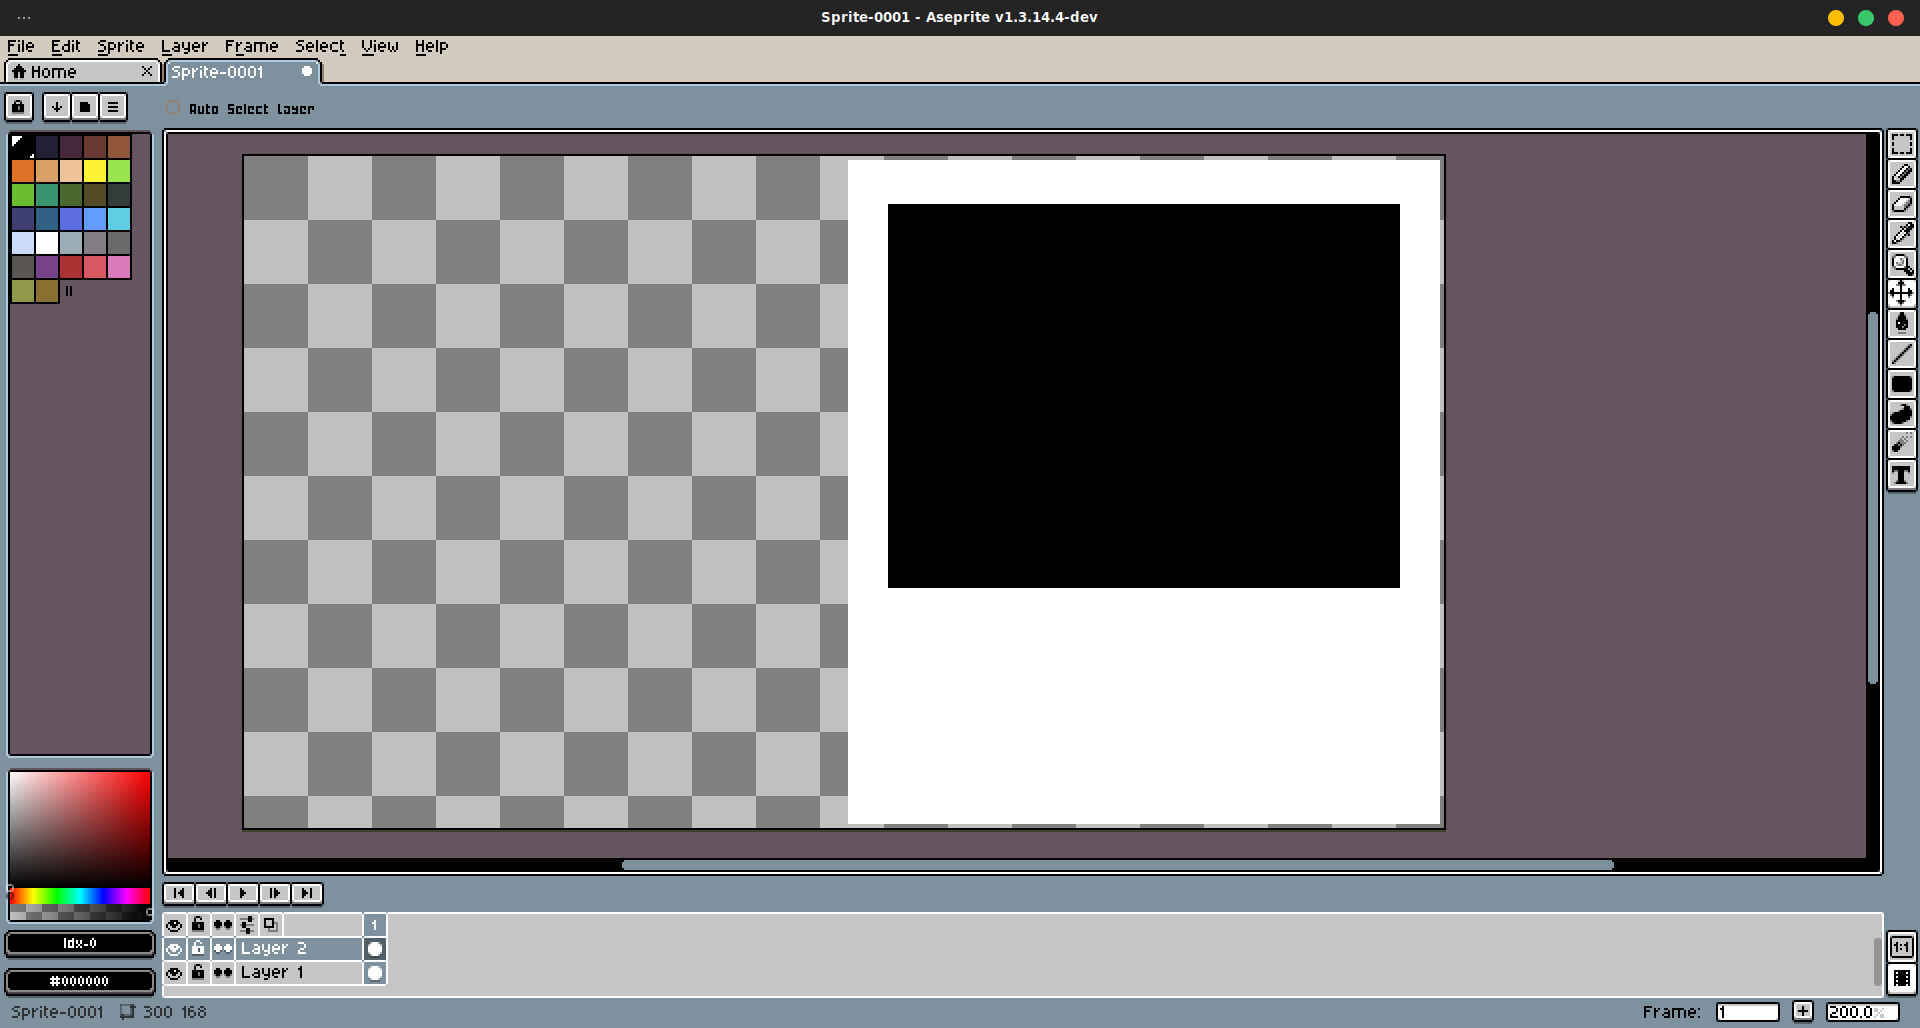 Sprite-0001 - Aseprite v1.3.14.4-dev
File Edit Sprite Layer Frame Select View Help
Home
Sprite-0001
Auto Select Layer
1
Layer 2
Layer 1
Idx-0
#000000
1:1
Sprite-0001 300 168
Frame: 1 + 200.0%